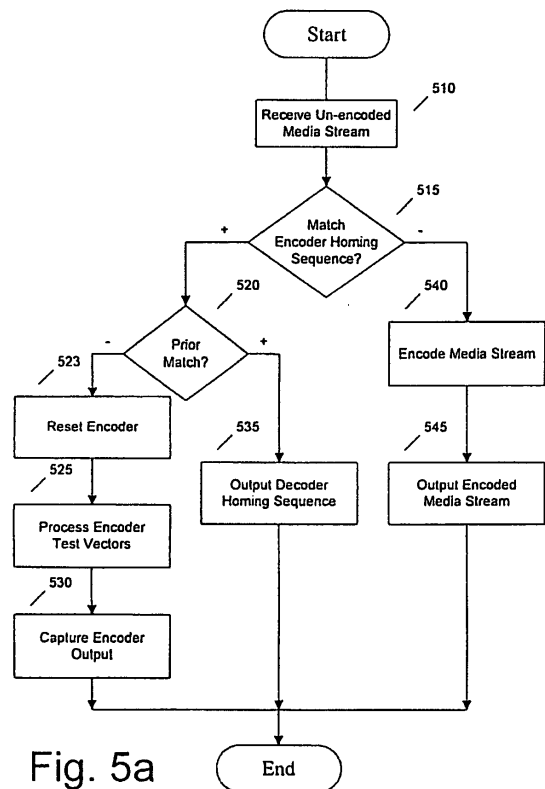 Start
510
Receive Un-encoded
Media Stream
515
Match
Encoder Homing
Sequence?
+
-
520
540
Prior
Match?
-
+
Encode Media Stream
523
Reset Encoder
535
545
Output Decoder
Homing Sequence
Output Encoded
Media Stream
525
Process Encoder
Test Vectors
530
Capture Encoder
Output
Fig. 5a
End